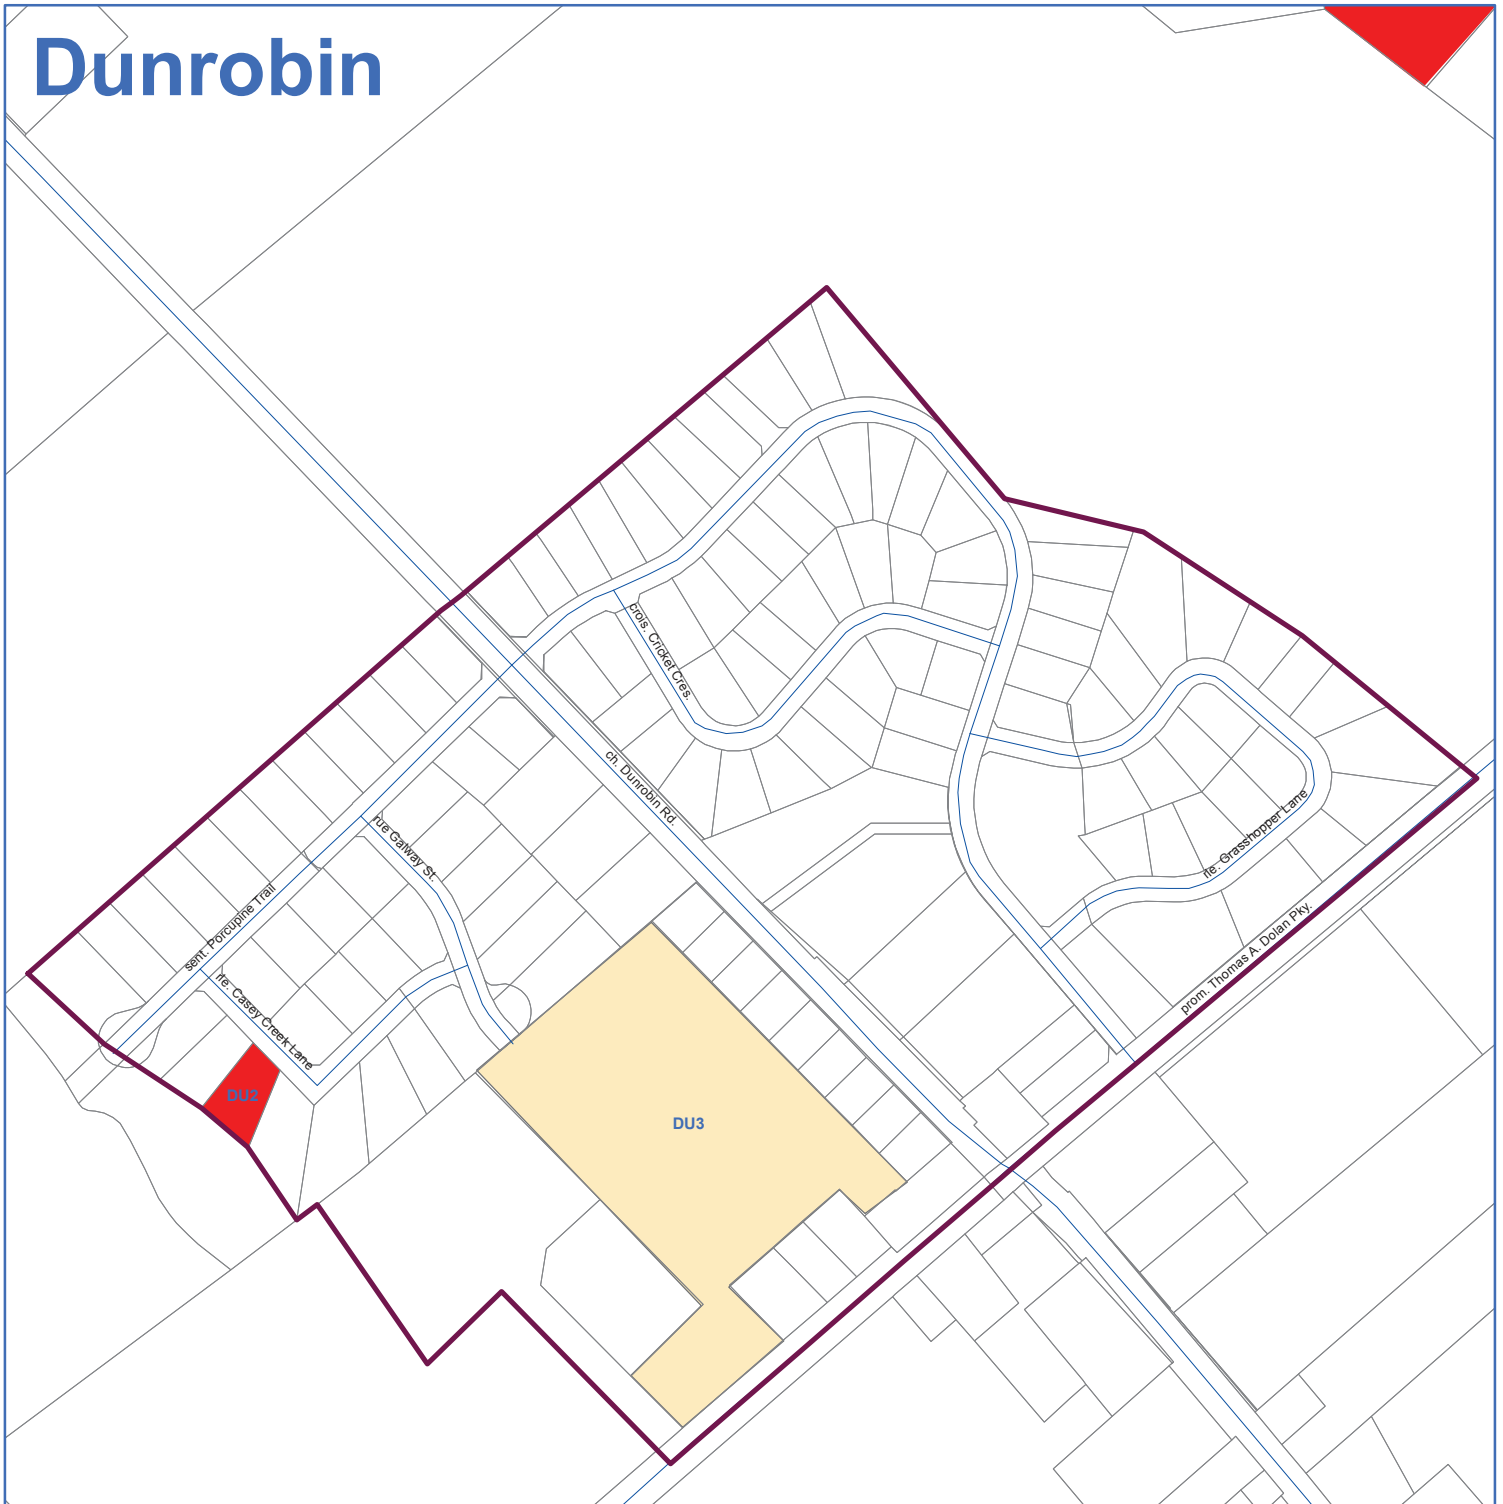 Dunrobin
crois. Cricket Cres.
ch. Dunrobin Rd.
rue Galway St.
rle. Grasshopper Lane
sent. Porcupine Trail
prom. Thomas A. Dolan Pky.
rle. Casey Creek Lane
DU2
DU3